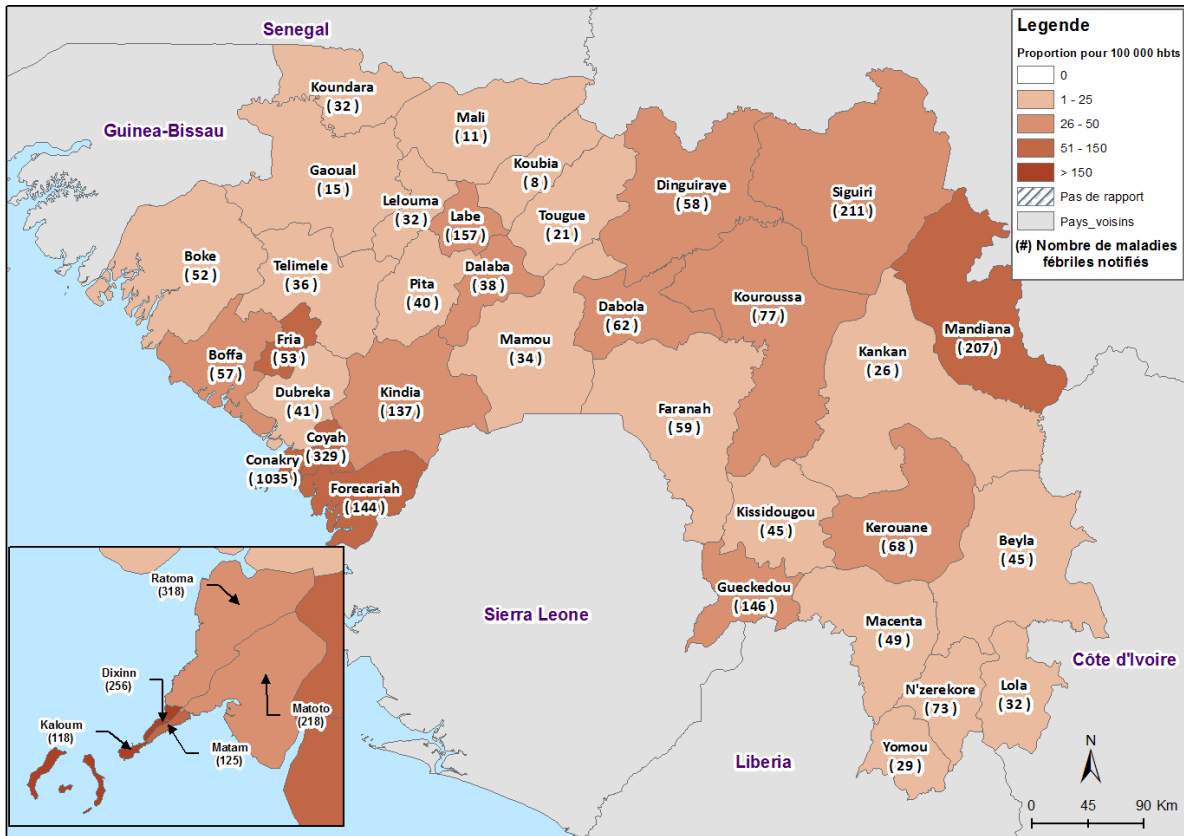 Senegal
Guinea-Bissau
Koundara
( 32 )
Mali
( 11 )
Koubia
( 8 )
Gaoual
( 15 )
Lelouma
( 32 )
Labe
( 157 )
Tougue
( 21 )
Dinguiraye
( 58 )
Siguiri
( 211 )
Boke
( 52 )
Telimele
( 36 )
Pita
( 40 )
Dalaba
( 38 )
Dabola
( 62 )
Kouroussa
( 77 )
Mandiana
( 207 )
Boffa
( 57 )
Fria
( 53 )
Mamou
( 34 )
Kankan
( 26 )
Dubreka
( 41 )
Kindia
( 137 )
Faranah
( 59 )
Coyah
( 329 )
Conakry
( 1035 )
Forecariah
( 144 )
Kissidougou
( 45 )
Kerouane
( 68 )
Beyla
( 45 )
Gueckedou
( 146 )
Macenta
( 49 )
N'zerekore
( 73 )
Lola
( 32 )
Yomou
( 29 )
Sierra Leone
Liberia
Côte d'Ivoire
Legende
Proportion pour 100 000 hbts
0
1 - 25
26 - 50
51 - 150
> 150
Pas de rapport
Pays_voisins
(#) Nombre de maladies
fébriles notifiés
Ratoma
(318)
Dixinn
(256)
Kaloum
(118)
Matam
(125)
Matoto
(218)
N
0 45 90 Km